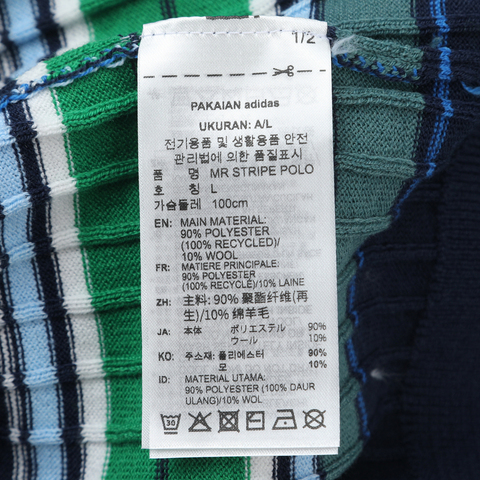 1/2
PAKAIAN adidas
UKURAN: A/L
전기용품 및 생활용품 안전
관리법에 의한 품질표시
품 명 MR STRIPE POLO
호 칭 L
가슴둘레 100cm
EN: MAIN MATERIAL:
90% POLYESTER
(100% RECYCLED)/
10% WOOL
FR: MATIERE PRINCIPALE:
90% POLYESTER
(100% RECYCLÉ)/10% LAINE
ZH: 主料: 90% 聚酯纤维(再
生)/10% 绵羊毛
JA: 本体 ポリエステル 90%
ウール 10%
KO: 주소재: 폴리에스터 90%
모 10%
ID: MATERIAL UTAMA:
90% POLYESTER (100% DAUR
ULANG)/10% WOL
30